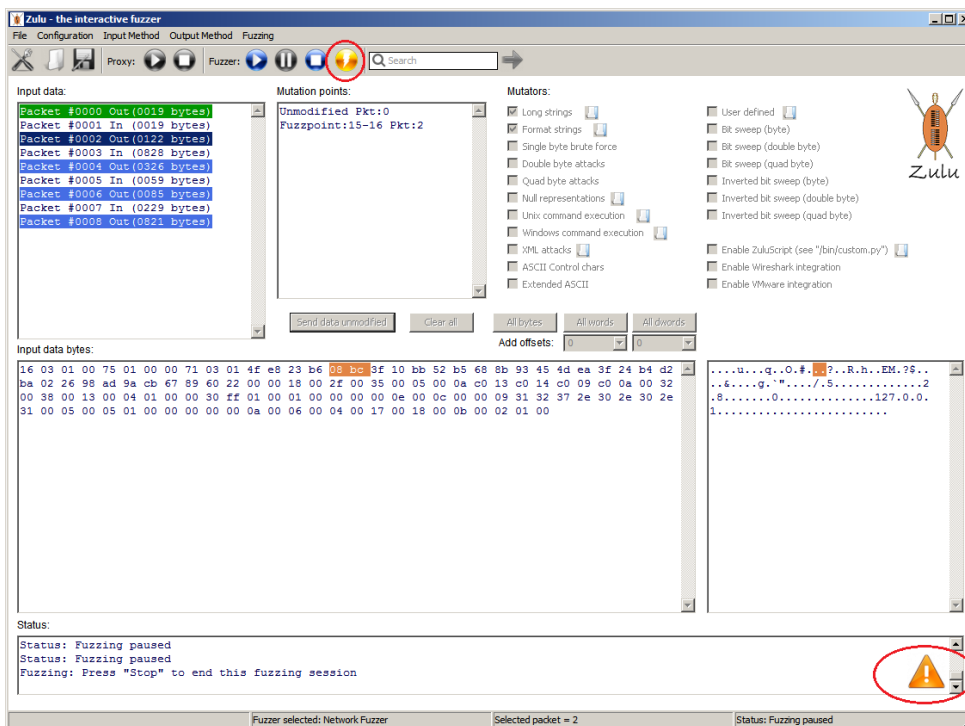 Zulu - the interactive fuzzer
File Configuration Input Method Output Method Fuzzing
Proxy: Fuzzer: Search
Input data:
Packet #0000 Out(0019 bytes)
Packet #0001 In (0019 bytes)
Packet #0002 Out(0122 bytes)
Packet #0003 In (0828 bytes)
Packet #0004 Out(0326 bytes)
Packet #0005 In (0059 bytes)
Packet #0006 Out(0085 bytes)
Packet #0007 In (0229 bytes)
Packet #0008 Out(0821 bytes)
Mutation points:
Unmodified Pkt:0
Fuzzpoint:15-16 Pkt:2
Mutators:
Long strings
Format strings
Single byte brute force
Double byte attacks
Quad byte attacks
Null representations
Unix command execution
Windows command execution
XML attacks
ASCII Control chars
Extended ASCII
User defined
Bit sweep (byte)
Bit sweep (double byte)
Bit sweep (quad byte)
Inverted bit sweep (byte)
Inverted bit sweep (double byte)
Inverted bit sweep (quad byte)
Enable ZuluScript (see "/bin/custom.py")
Enable Wireshark integration
Enable VMware integration
Zulu
Send data unmodified Clear all All bytes All words All dwords
Add offsets: 0 0
Input data bytes:
16 03 01 00 75 01 00 00 71 03 01 4f e8 23 b6 08 bc 3f 10 bb 52 b5 68 8b 93 45 4d ea 3f 24 b4 d2
ba 02 26 98 ad 9a cb 67 89 60 22 00 00 18 00 2f 00 35 00 05 00 0a c0 13 c0 14 c0 09 c0 0a 00 32
00 38 00 13 00 04 01 00 00 30 ff 01 00 01 00 00 00 00 0e 00 0c 00 00 09 31 32 37 2e 30 2e 30 2e
31 00 05 00 05 01 00 00 00 00 00 0a 00 06 00 04 00 17 00 18 00 0b 00 02 01 00
....u...q..O.#...?..R.h..EM.?$..
..&....g.`"..../.5.............2
.8.......0..............127.0.0.
1.........................
Status:
Status: Fuzzing paused
Status: Fuzzing paused
Fuzzing: Press "Stop" to end this fuzzing session
Fuzzer selected: Network Fuzzer Selected packet = 2 Status: Fuzzing paused